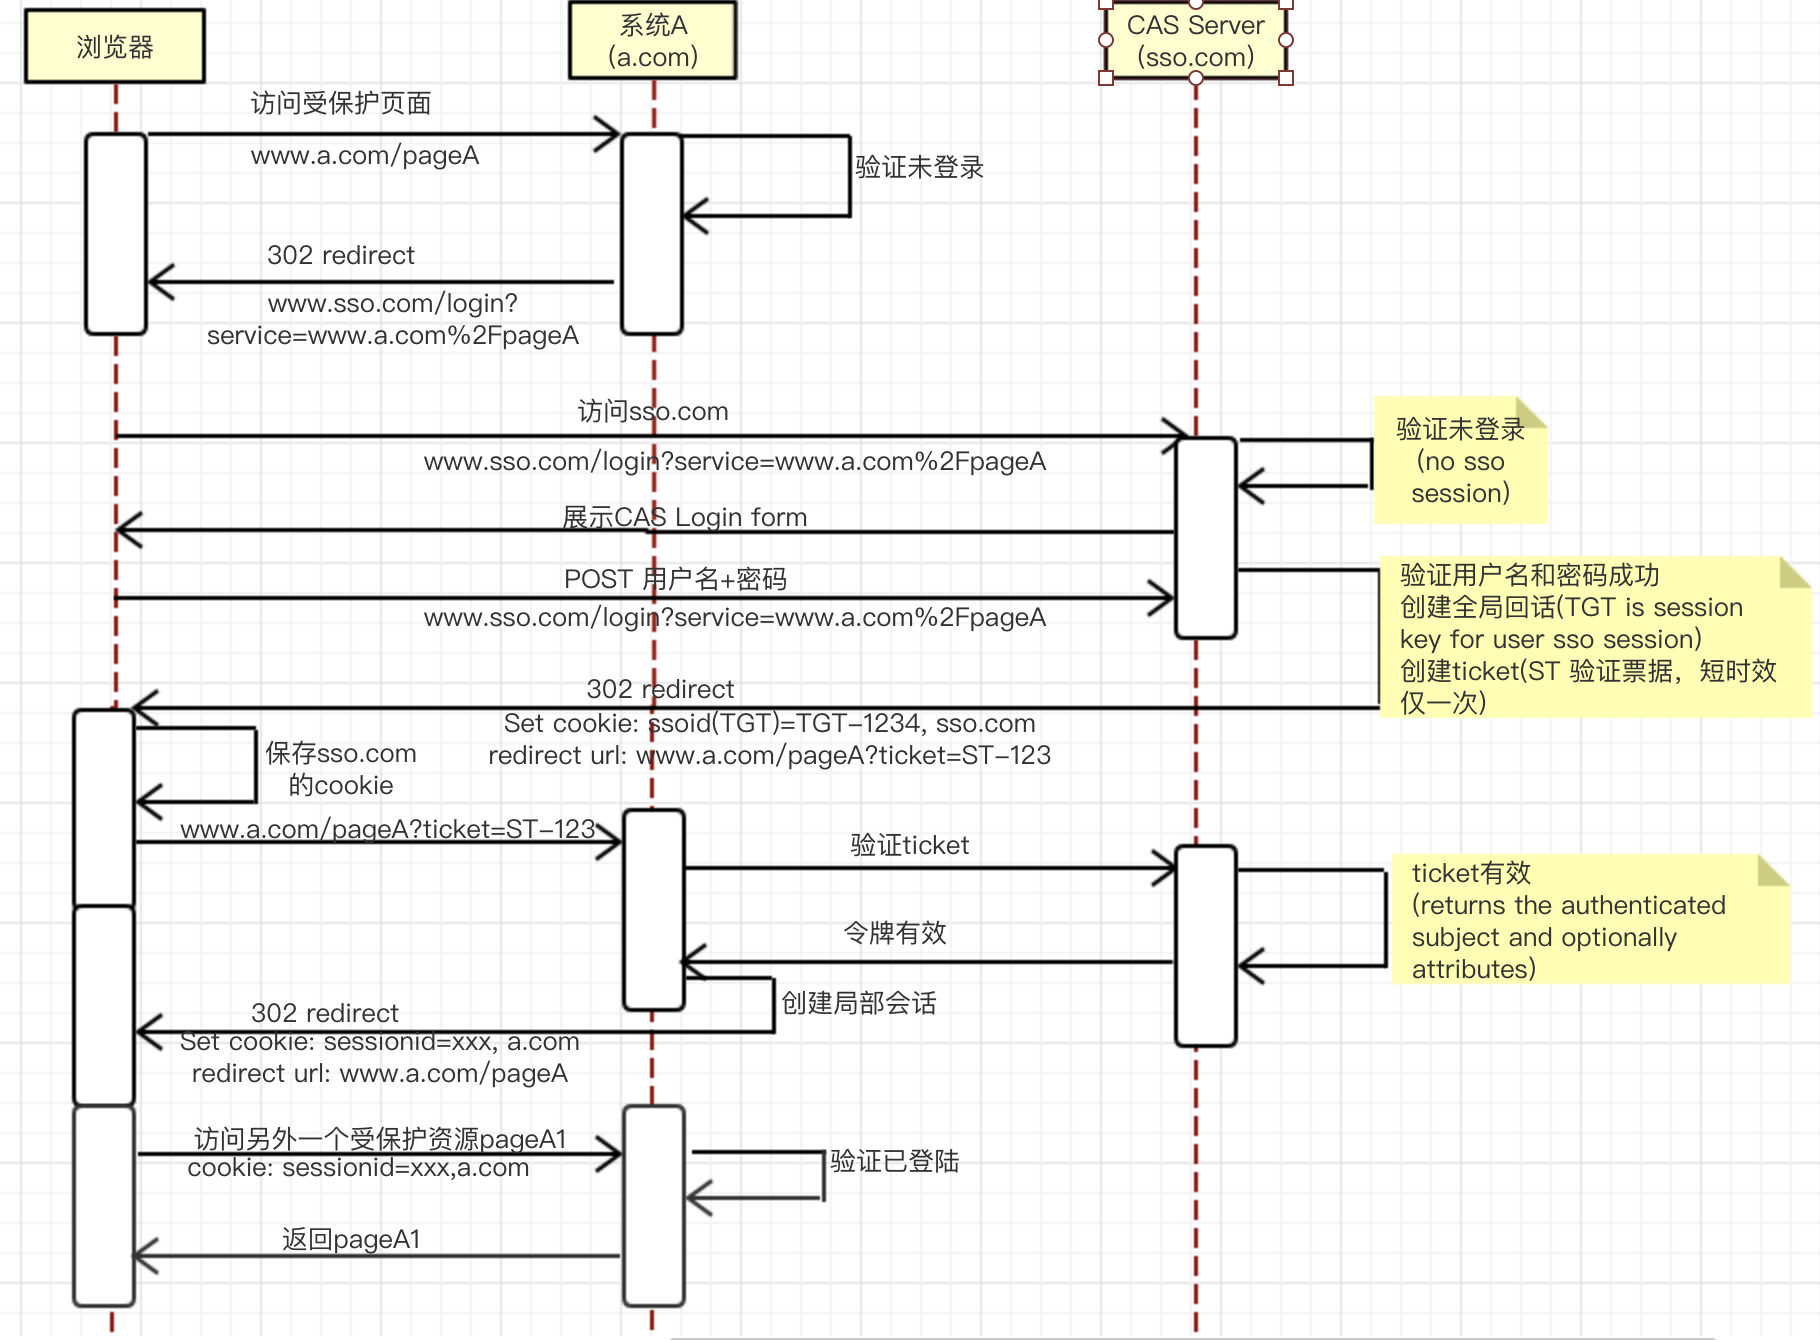 浏览器
系统A
(a.com)
CAS Server
(sso.com)
访问受保护页面
www.a.com/pageA
验证未登录
302 redirect
www.sso.com/login?
service=www.a.com%2FpageA
访问sso.com
www.sso.com/login?service=www.a.com%2FpageA
验证未登录
(no sso
session)
展示CAS Login form
POST 用户名+密码
www.sso.com/login?service=www.a.com%2FpageA
验证用户名和密码成功
创建全局回话(TGT is session
key for user sso session)
创建ticket(ST 验证票据，短时效
仅一次)
302 redirect
Set cookie: ssoid(TGT)=TGT-1234, sso.com
redirect url: www.a.com/pageA?ticket=ST-123
保存sso.com
的cookie
www.a.com/pageA?ticket=ST-123
验证ticket
ticket有效
(returns the authenticated
subject and optionally
attributes)
令牌有效
创建局部会话
302 redirect
Set cookie: sessionid=xxx, a.com
redirect url: www.a.com/pageA
访问另外一个受保护资源pageA1
cookie: sessionid=xxx,a.com
验证已登陆
返回pageA1